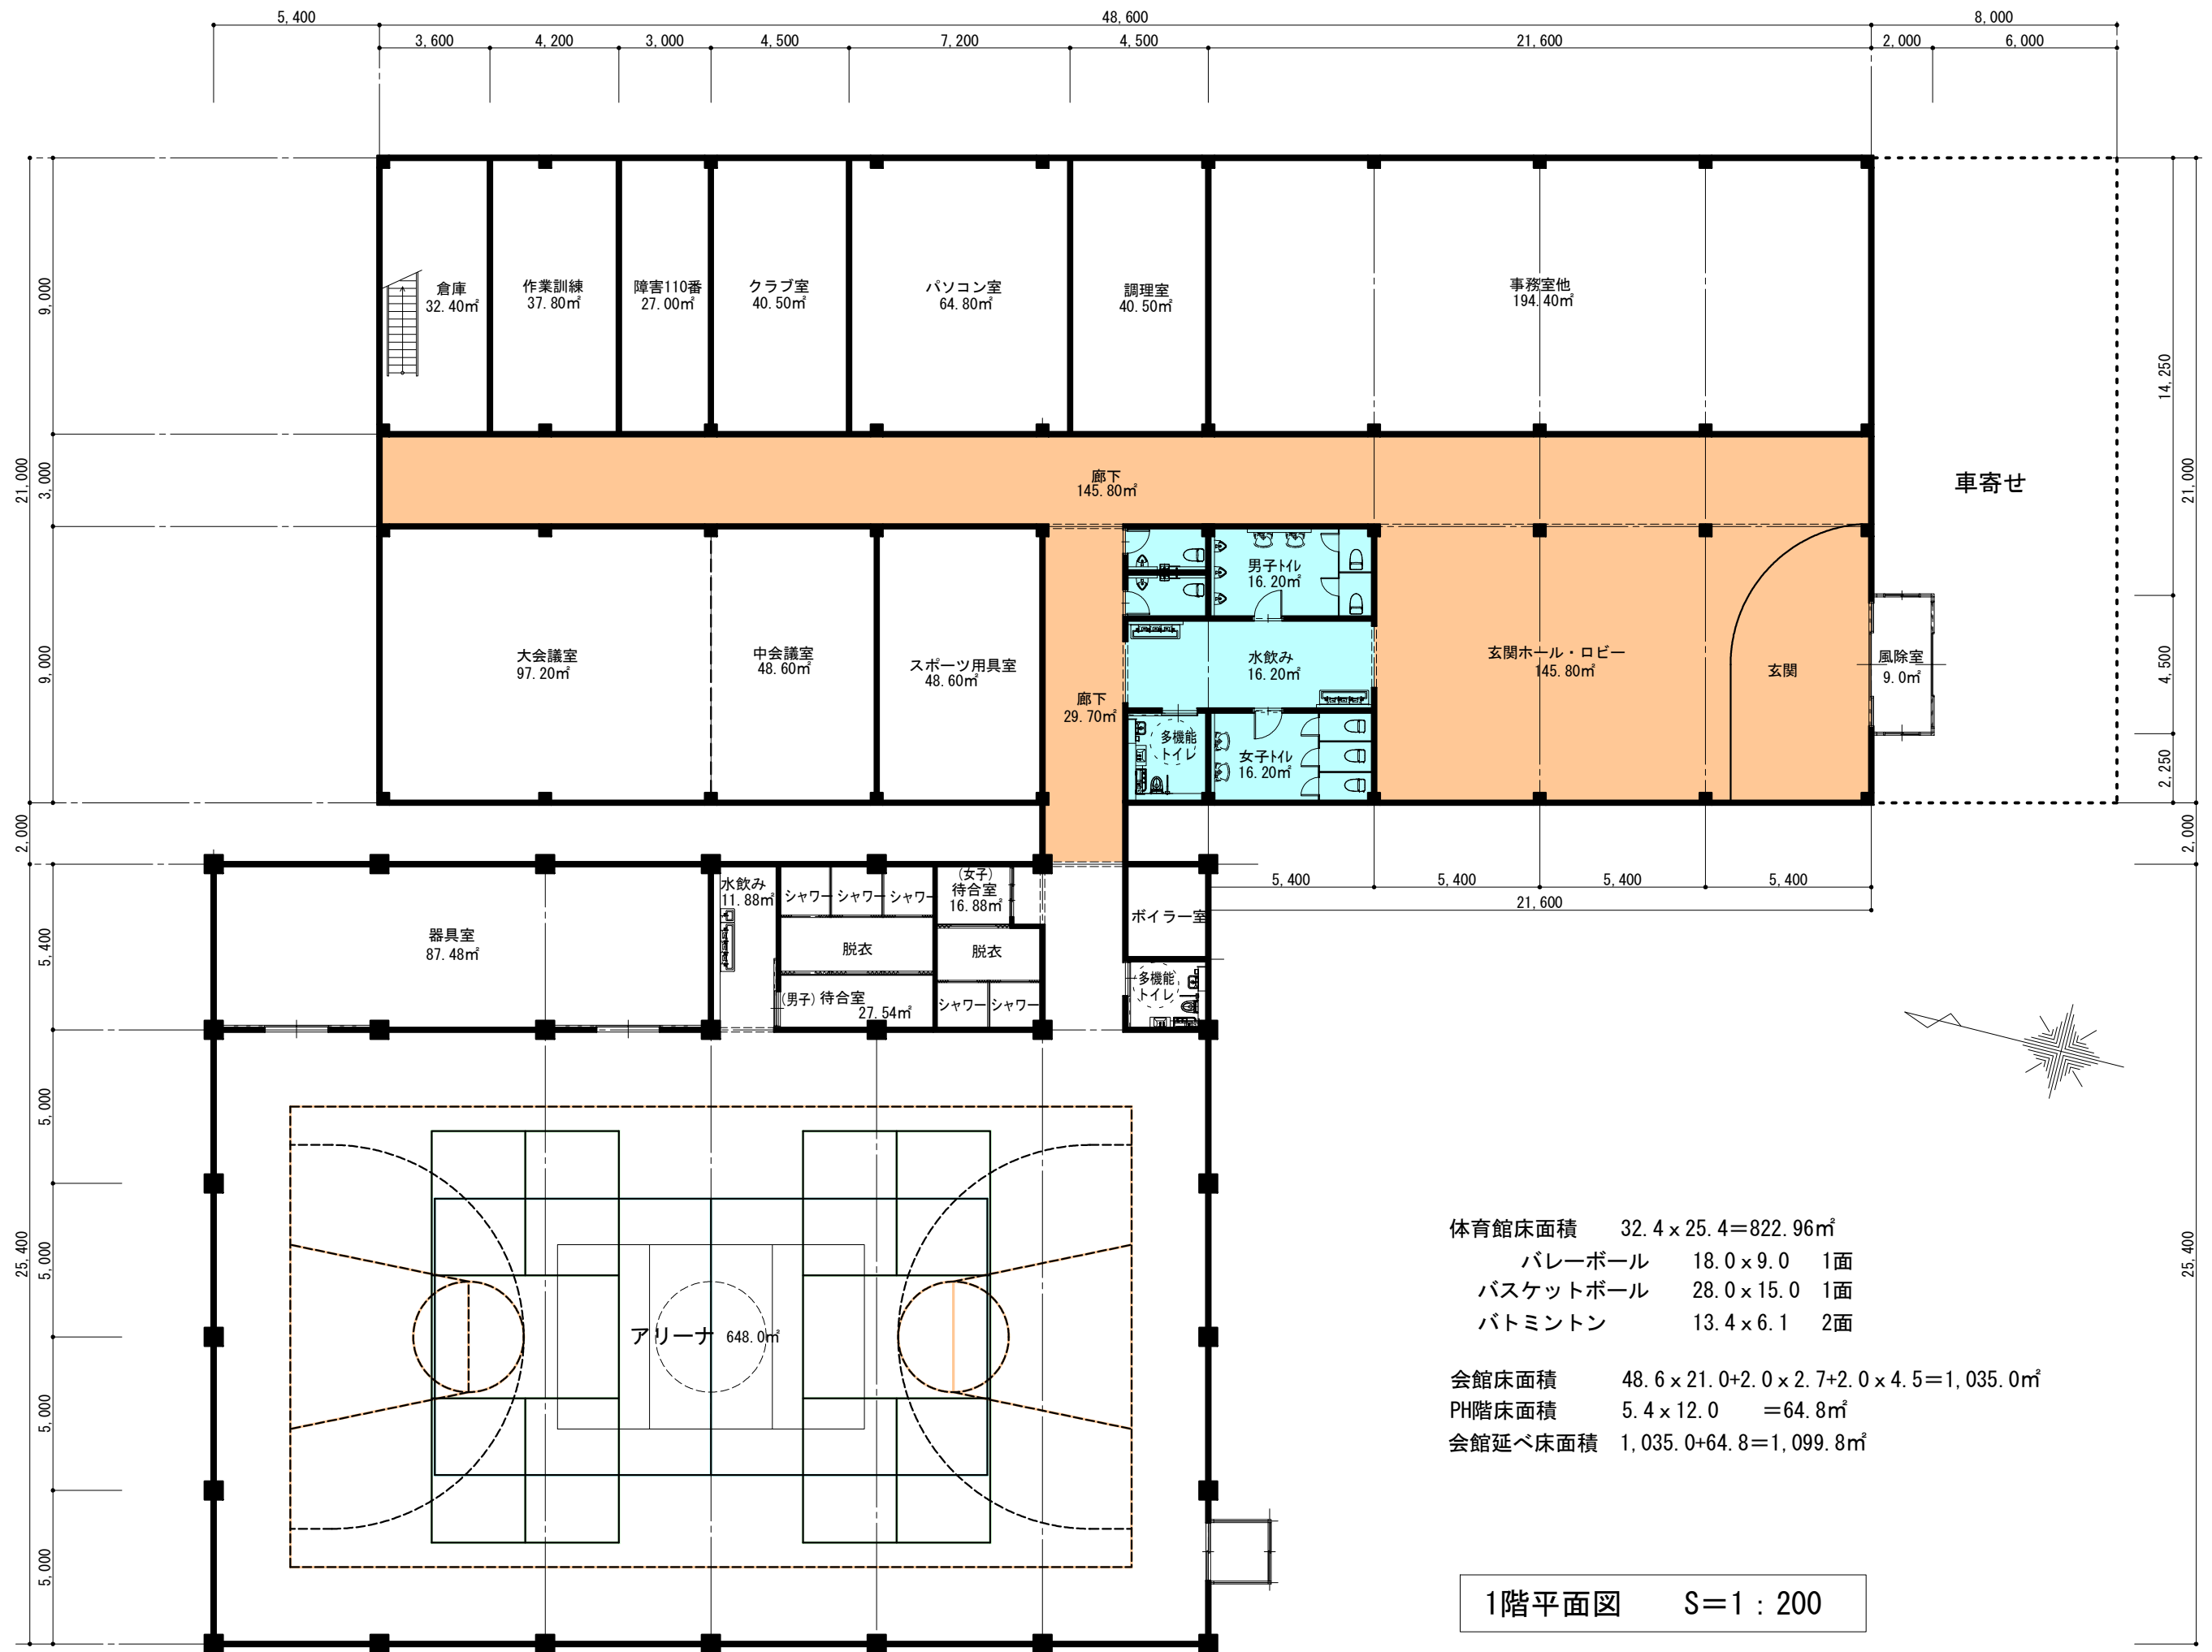 5,400
48,600
8,000
3,600
4,200
3,000
4,500
7,200
4,500
21,600
2,000
6,000
21,000
9,000
3,000
9,000
2,000
25,400
5,400
5,000
5,000
5,000
5,000
14,250
4,500
2,250
21,000
2,000
25,400
倉庫
32.40㎡
作業訓練
37.80㎡
障害110番
27.00㎡
クラブ室
40.50㎡
パソコン室
64.80㎡
調理室
40.50㎡
事務室他
194.40㎡
廊下
145.80㎡
車寄せ
大会議室
97.20㎡
中会議室
48.60㎡
スポーツ用具室
48.60㎡
廊下
29.70㎡
男子トイレ
16.20㎡
水飲み
16.20㎡
多機能
トイレ
女子トイレ
16.20㎡
玄関ホール・ロビー
145.80㎡
玄関
風除室
9.0㎡
5,400
5,400
5,400
5,400
21,600
器具室
87.48㎡
水飲み
11.88㎡
シャワー
シャワー
シャワー
脱衣
(男子) 待合室
27.54㎡
(女子)
待合室
16.88㎡
脱衣
シャワー
シャワー
ボイラー室
多機能
トイレ
アリーナ 648.0㎡
体育館床面積 32.4x25.4=822.96㎡
バレーボール 18.0x9.0 1面
バスケットボール 28.0x15.0 1面
バトミントン 13.4x6.1 2面
会館床面積 48.6x21.0+2.0x2.7+2.0x4.5=1,035.0㎡
PH階床面積 5.4x12.0 =64.8㎡
会館延べ床面積 1,035.0+64.8=1,099.8㎡
1階平面図 S=1:200